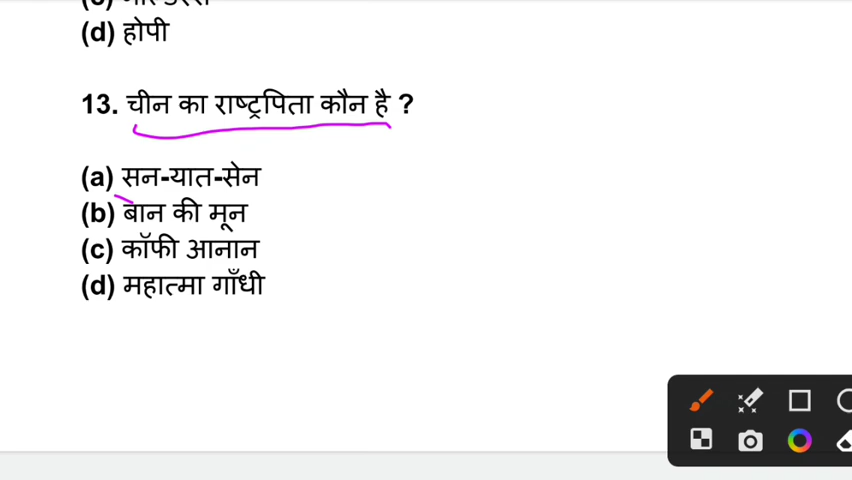 (d) होपी
13. चीन का राष्ट्रपिता कौन है ?
(a) सन-यात-सेन
(b) बान की मून
(c) कॉफी आनान
(d) महात्मा गाँधी